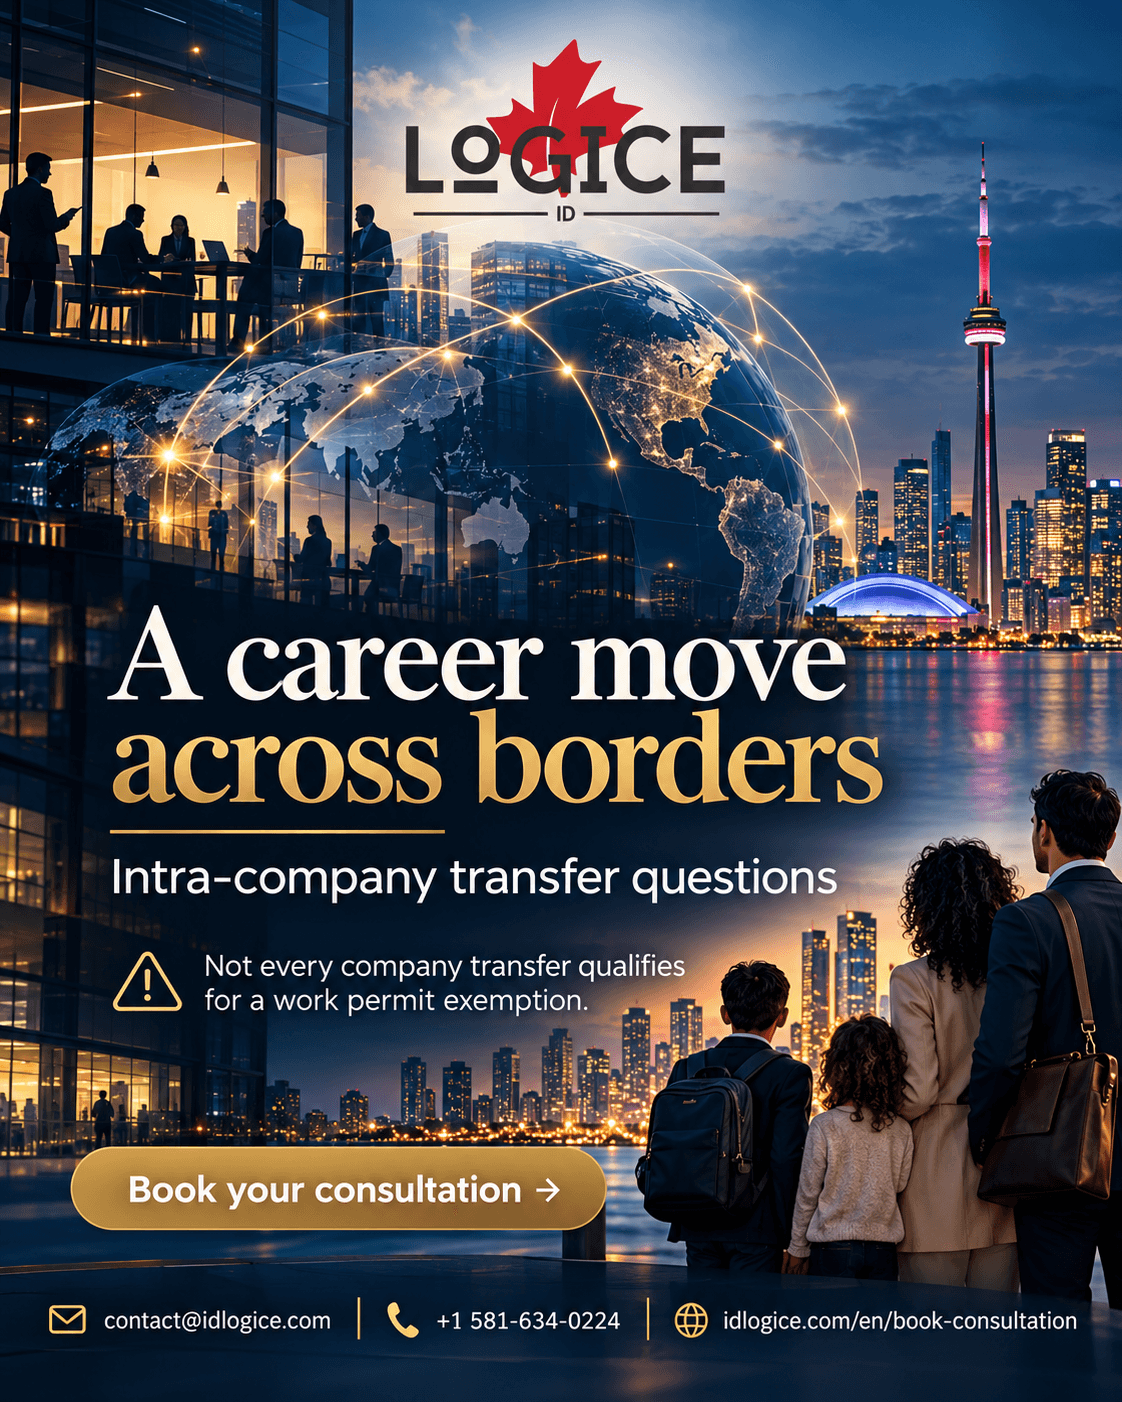 LOGICE
ID
A career move
across borders
Intra-company transfer questions
Not every company transfer qualifies
for a work permit exemption.
Book your consultation →
contact@idlogice.com
+1 581-634-0224
idlogice.com/en/book-consultation